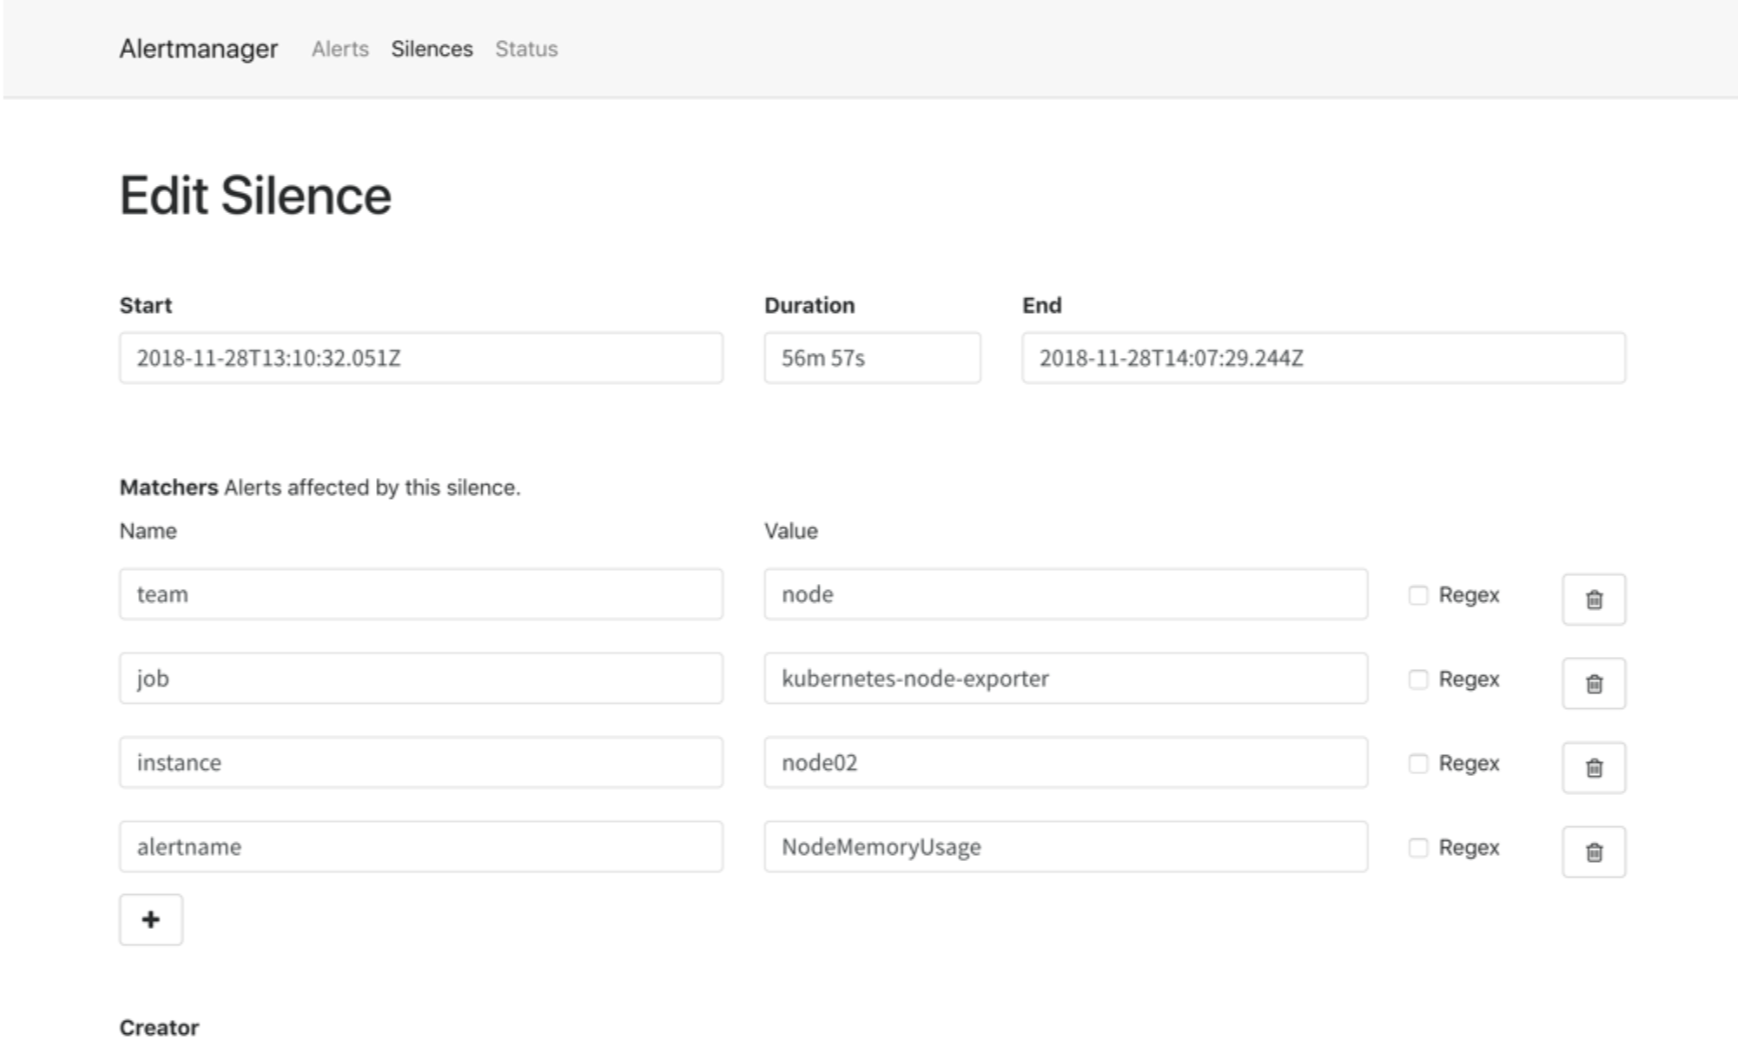 Alertmanager Alerts Silences Status
Edit Silence
Start Duration End
2018-11-28T13:10:32.051Z 56m 57s 2018-11-28T14:07:29.244Z
Matchers Alerts affected by this silence.
Name Value
team node Regex
job kubernetes-node-exporter Regex
instance node02 Regex
alertname NodeMemoryUsage Regex
+
Creator